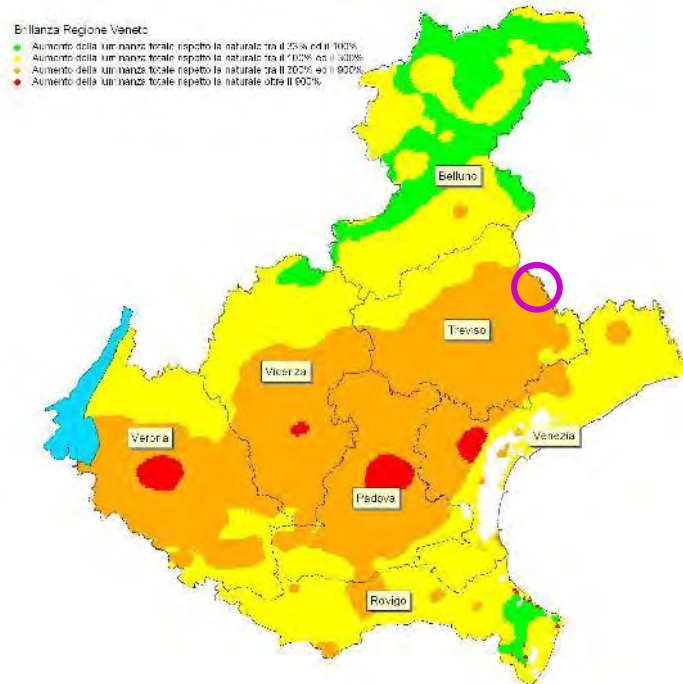 Brillanza Regione Veneto
Aumento della luminanza totale rispetto la naturale tra il 33% ed il 100%
Aumento della luminanza totale rispetto la naturale tra il 100% ed il 300%
Aumento della luminanza totale rispetto la naturale tra il 300% ed il 900%
Aumento della luminanza totale rispetto la naturale oltre il 900%
Belluno
Treviso
Vicenza
Verona
Venezia
Padova
Rovigo